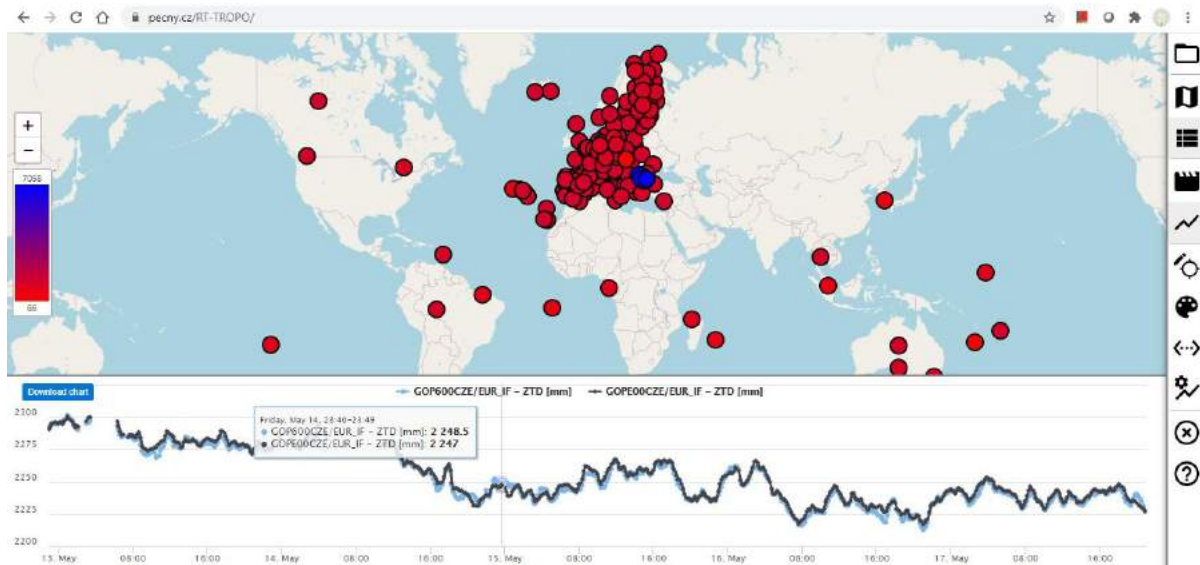 pecny.cz/RT-TROPO/
+
−
7056
66
Download chart
GOP600CZE/EUR_IF – ZTD [mm]
GOPE00CZE/EUR_IF – ZTD [mm]
2300
2275
2250
2225
2200
Friday, May 14, 23:40–23:49
GOP600CZE/EUR_IF – ZTD [mm]: 2 248.5
GOPE00CZE/EUR_IF – ZTD [mm]: 2 247
13. May
08:00
16:00
14. May
08:00
16:00
15. May
08:00
16:00
16. May
08:00
16:00
17. May
08:00
16:00